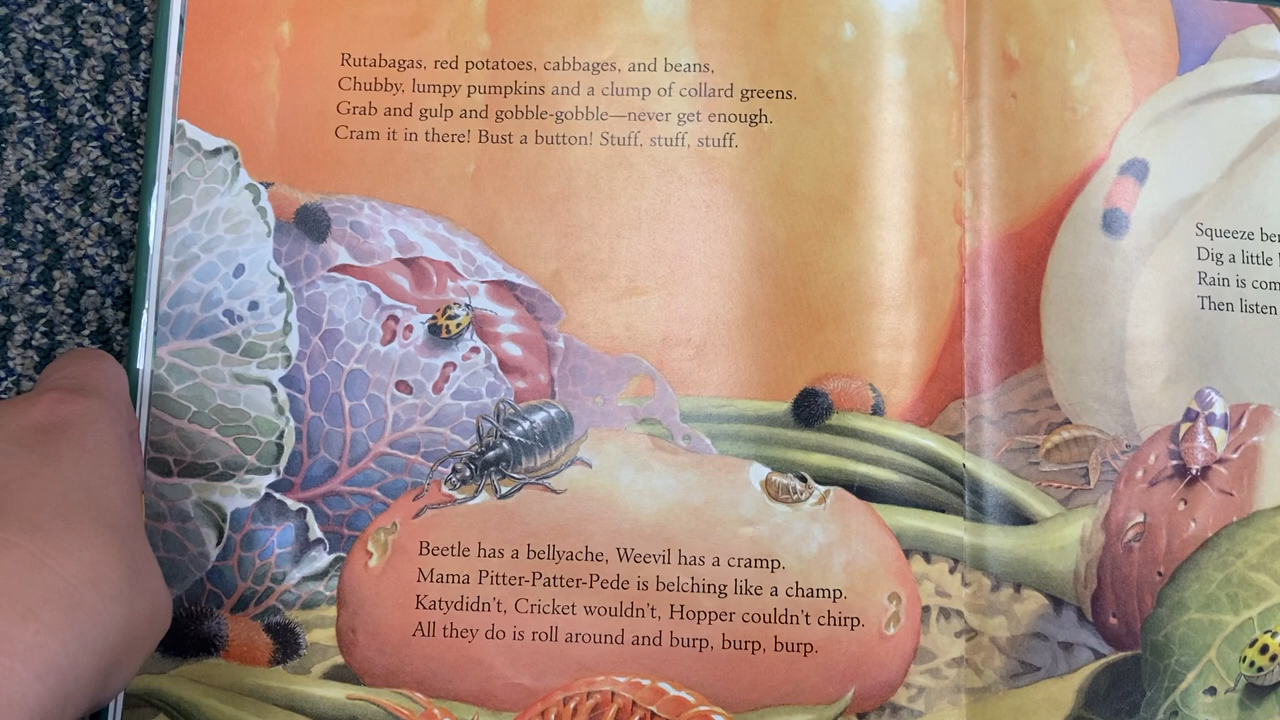 Rutabagas, red potatoes, cabbages, and beans,
Chubby, lumpy pumpkins and a clump of collard greens.
Grab and gulp and gobble-gobble—never get enough.
Cram it in there! Bust a button! Stuff, stuff, stuff.
Beetle has a bellyache, Weevil has a cramp.
Mama Pitter-Patter-Pede is belching like a champ.
Katydidn't, Cricket wouldn't, Hopper couldn't chirp.
All they do is roll around and burp, burp, burp.
Squeeze
Dig a little
Rain is
Then listen